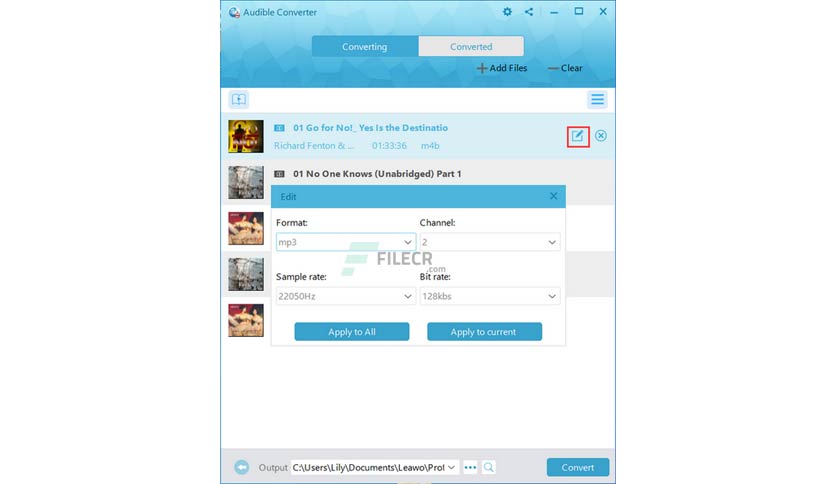 Audible Converter
Converting
Converted
Add Files
Clear
01 Go for No!_ Yes Is the Destinatio
Richard Fenton & ... 01:33:36 m4b
01 No One Knows (Unabridged) Part 1
Edit
Format:
Channel:
mp3
2
FILECR
.com
Sample rate:
Bit rate:
22050Hz
128kbs
Apply to All
Apply to current
Output C:\Users\Lily\Documents\Leawo\Prof
Convert